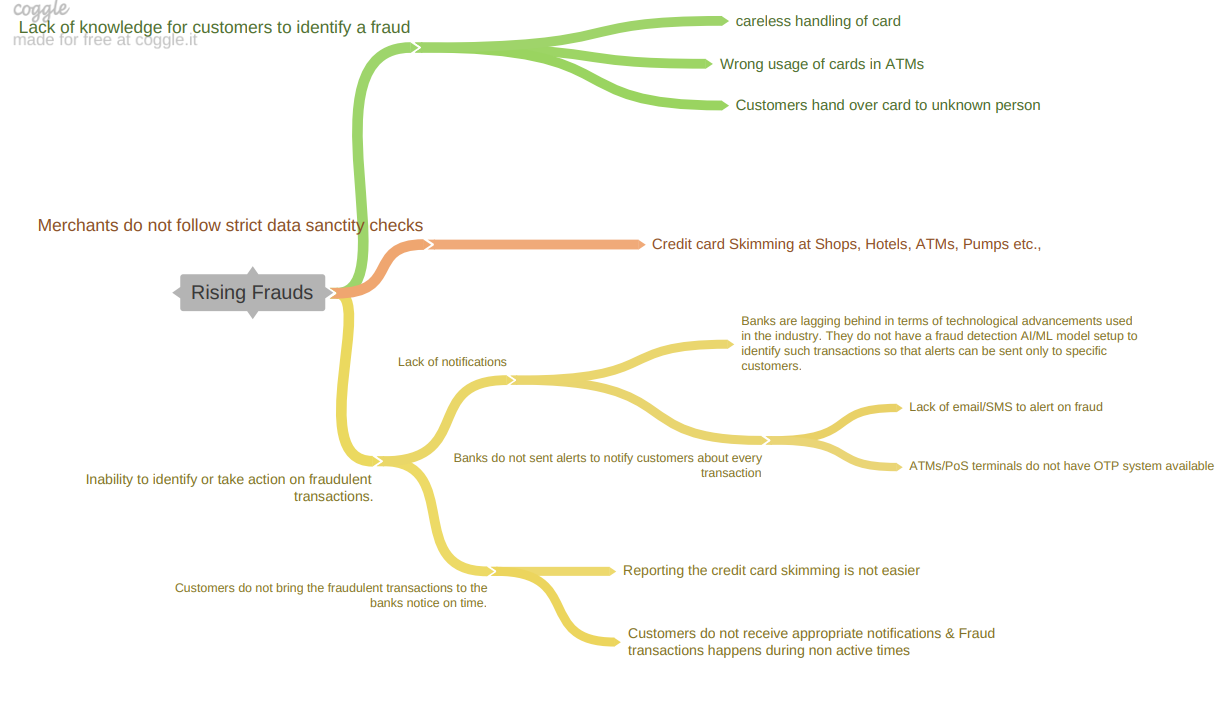 coggle
made for free at coggle.it
Lack of knowledge for customers to identify a fraud
careless handling of card
Wrong usage of cards in ATMs
Customers hand over card to unknown person
Merchants do not follow strict data sanctity checks
Credit card Skimming at Shops, Hotels, ATMs, Pumps etc.,
Rising Frauds
Banks are lagging behind in terms of technological advancements used
in the industry. They do not have a fraud detection AI/ML model setup to
identify such transactions so that alerts can be sent only to specific
customers.
Lack of notifications
Lack of email/SMS to alert on fraud
Banks do not sent alerts to notify customers about every
transaction
ATMs/PoS terminals do not have OTP system available
Inability to identify or take action on fraudulent
transactions.
Reporting the credit card skimming is not easier
Customers do not bring the fraudulent transactions to the
banks notice on time.
Customers do not receive appropriate notifications & Fraud
transactions happens during non active times